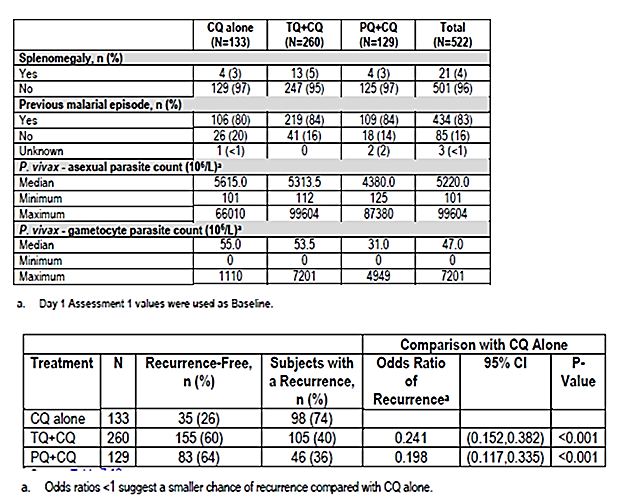 CQ alone (N=133) TQ+CQ (N=260) PQ+CQ (N=129) Total (N=522)
Splenomegaly, n (%)
Yes 4 (3) 13 (5) 4 (3) 21 (4)
No 129 (97) 247 (95) 125 (97) 501 (96)
Previous malarial episode, n (%)
Yes 106 (80) 219 (84) 109 (84) 434 (83)
No 26 (20) 41 (16) 18 (14) 85 (16)
Unknown 1 (<1) 0 2 (2) 3 (<1)
P. vivax - asexual parasite count (10⁶/L)ᵃ
Median 5615.0 5313.5 4380.0 5220.0
Minimum 101 112 125 101
Maximum 66010 99604 87380 99604
P. vivax - gametocyte parasite count (10⁶/L)ᵃ
Median 55.0 53.5 31.0 47.0
Minimum 0 0 0 0
Maximum 1110 7201 4949 7201
a. Day 1 Assessment 1 values were used as Baseline.
Comparison with CQ Alone
Treatment N Recurrence-Free, n (%) Subjects with a Recurrence, n (%) Odds Ratio of Recurrenceᵃ 95% CI P-Value
CQ alone 133 35 (26) 98 (74)
TQ+CQ 260 155 (60) 105 (40) 0.241 (0.152,0.382) <0.001
PQ+CQ 129 83 (64) 46 (36) 0.198 (0.117,0.335) <0.001
a. Odds ratios <1 suggest a smaller chance of recurrence compared with CQ alone.